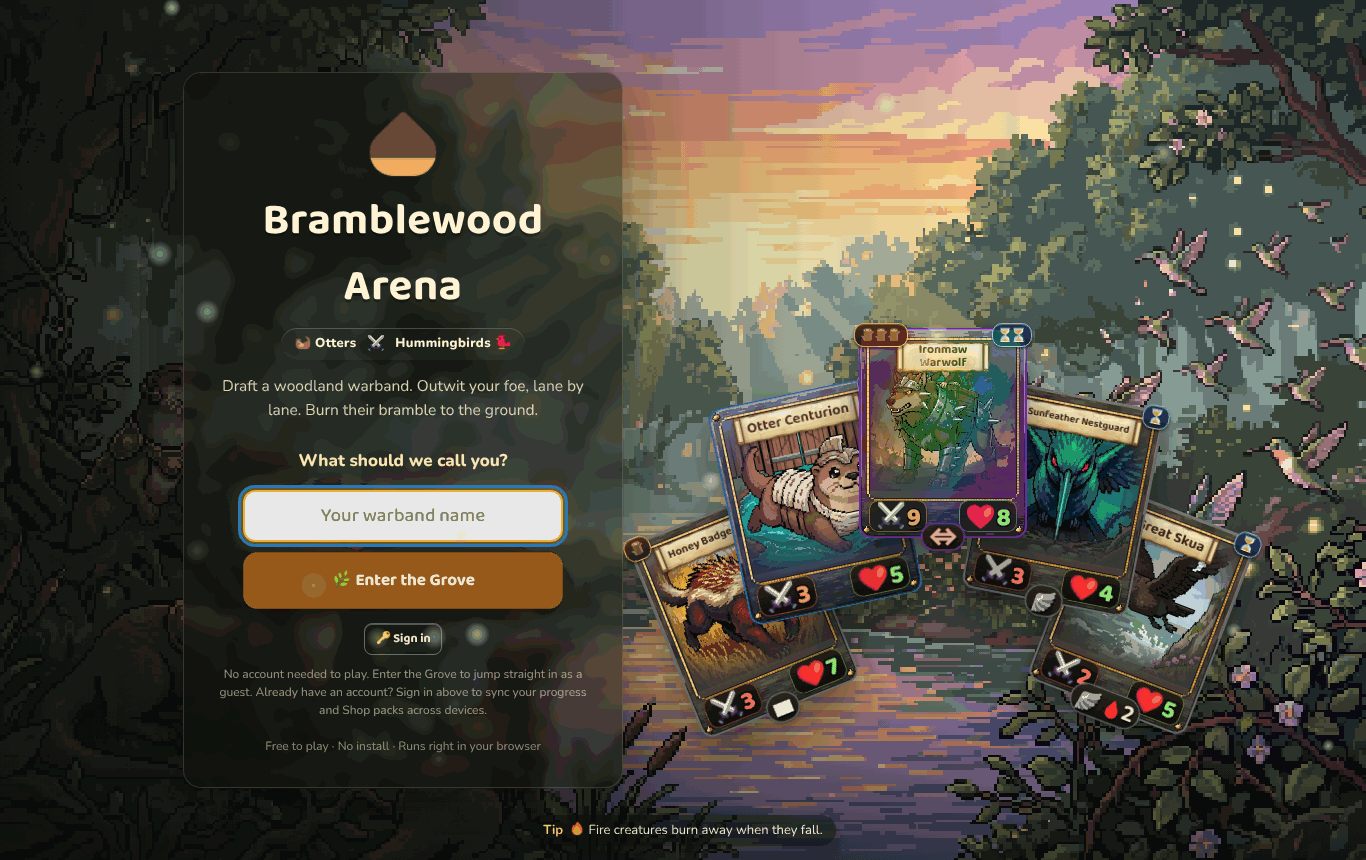 Bramblewood
Arena
Otters
Hummingbirds
Draft a woodland warband. Outwit your foe, lane by
lane. Burn their bramble to the ground.
What should we call you?
Your warband name
Enter the Grove
Sign in
No account needed to play. Enter the Grove to jump straight in as a
guest. Already have an account? Sign in above to sync your progress
and Shop packs across devices.
Free to play · No install · Runs right in your browser
Honey Badge
3
7
Otter Centurion
3
5
Ironmaw
Warwolf
9
8
Sunfeather Nestguard
3
4
Great Skua
2
2
5
Tip Fire creatures burn away when they fall.